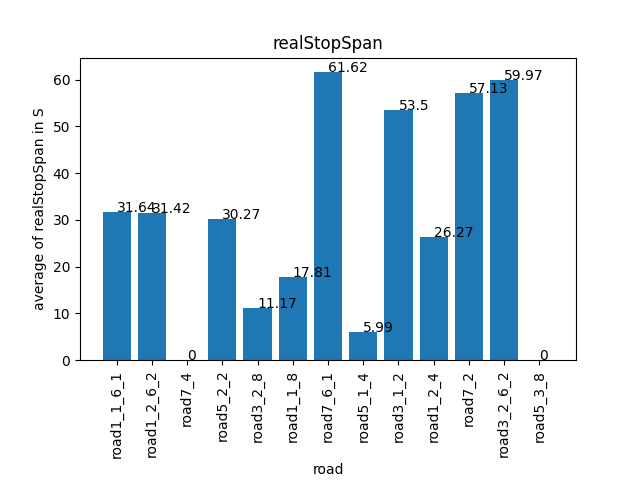 realStopSpan
average of realStopSpan in S
60
50
40
30
20
10
0
31.64
31.42
0
30.27
11.17
17.81
61.62
5.99
53.5
26.27
57.13
59.97
0
road1_1_6_1
road1_2_6_2
road7_4
road5_2_2
road3_2_8
road1_1_8
road7_6_1
road5_1_4
road3_1_2
road1_2_4
road7_2
road3_2_6_2
road5_3_8
road